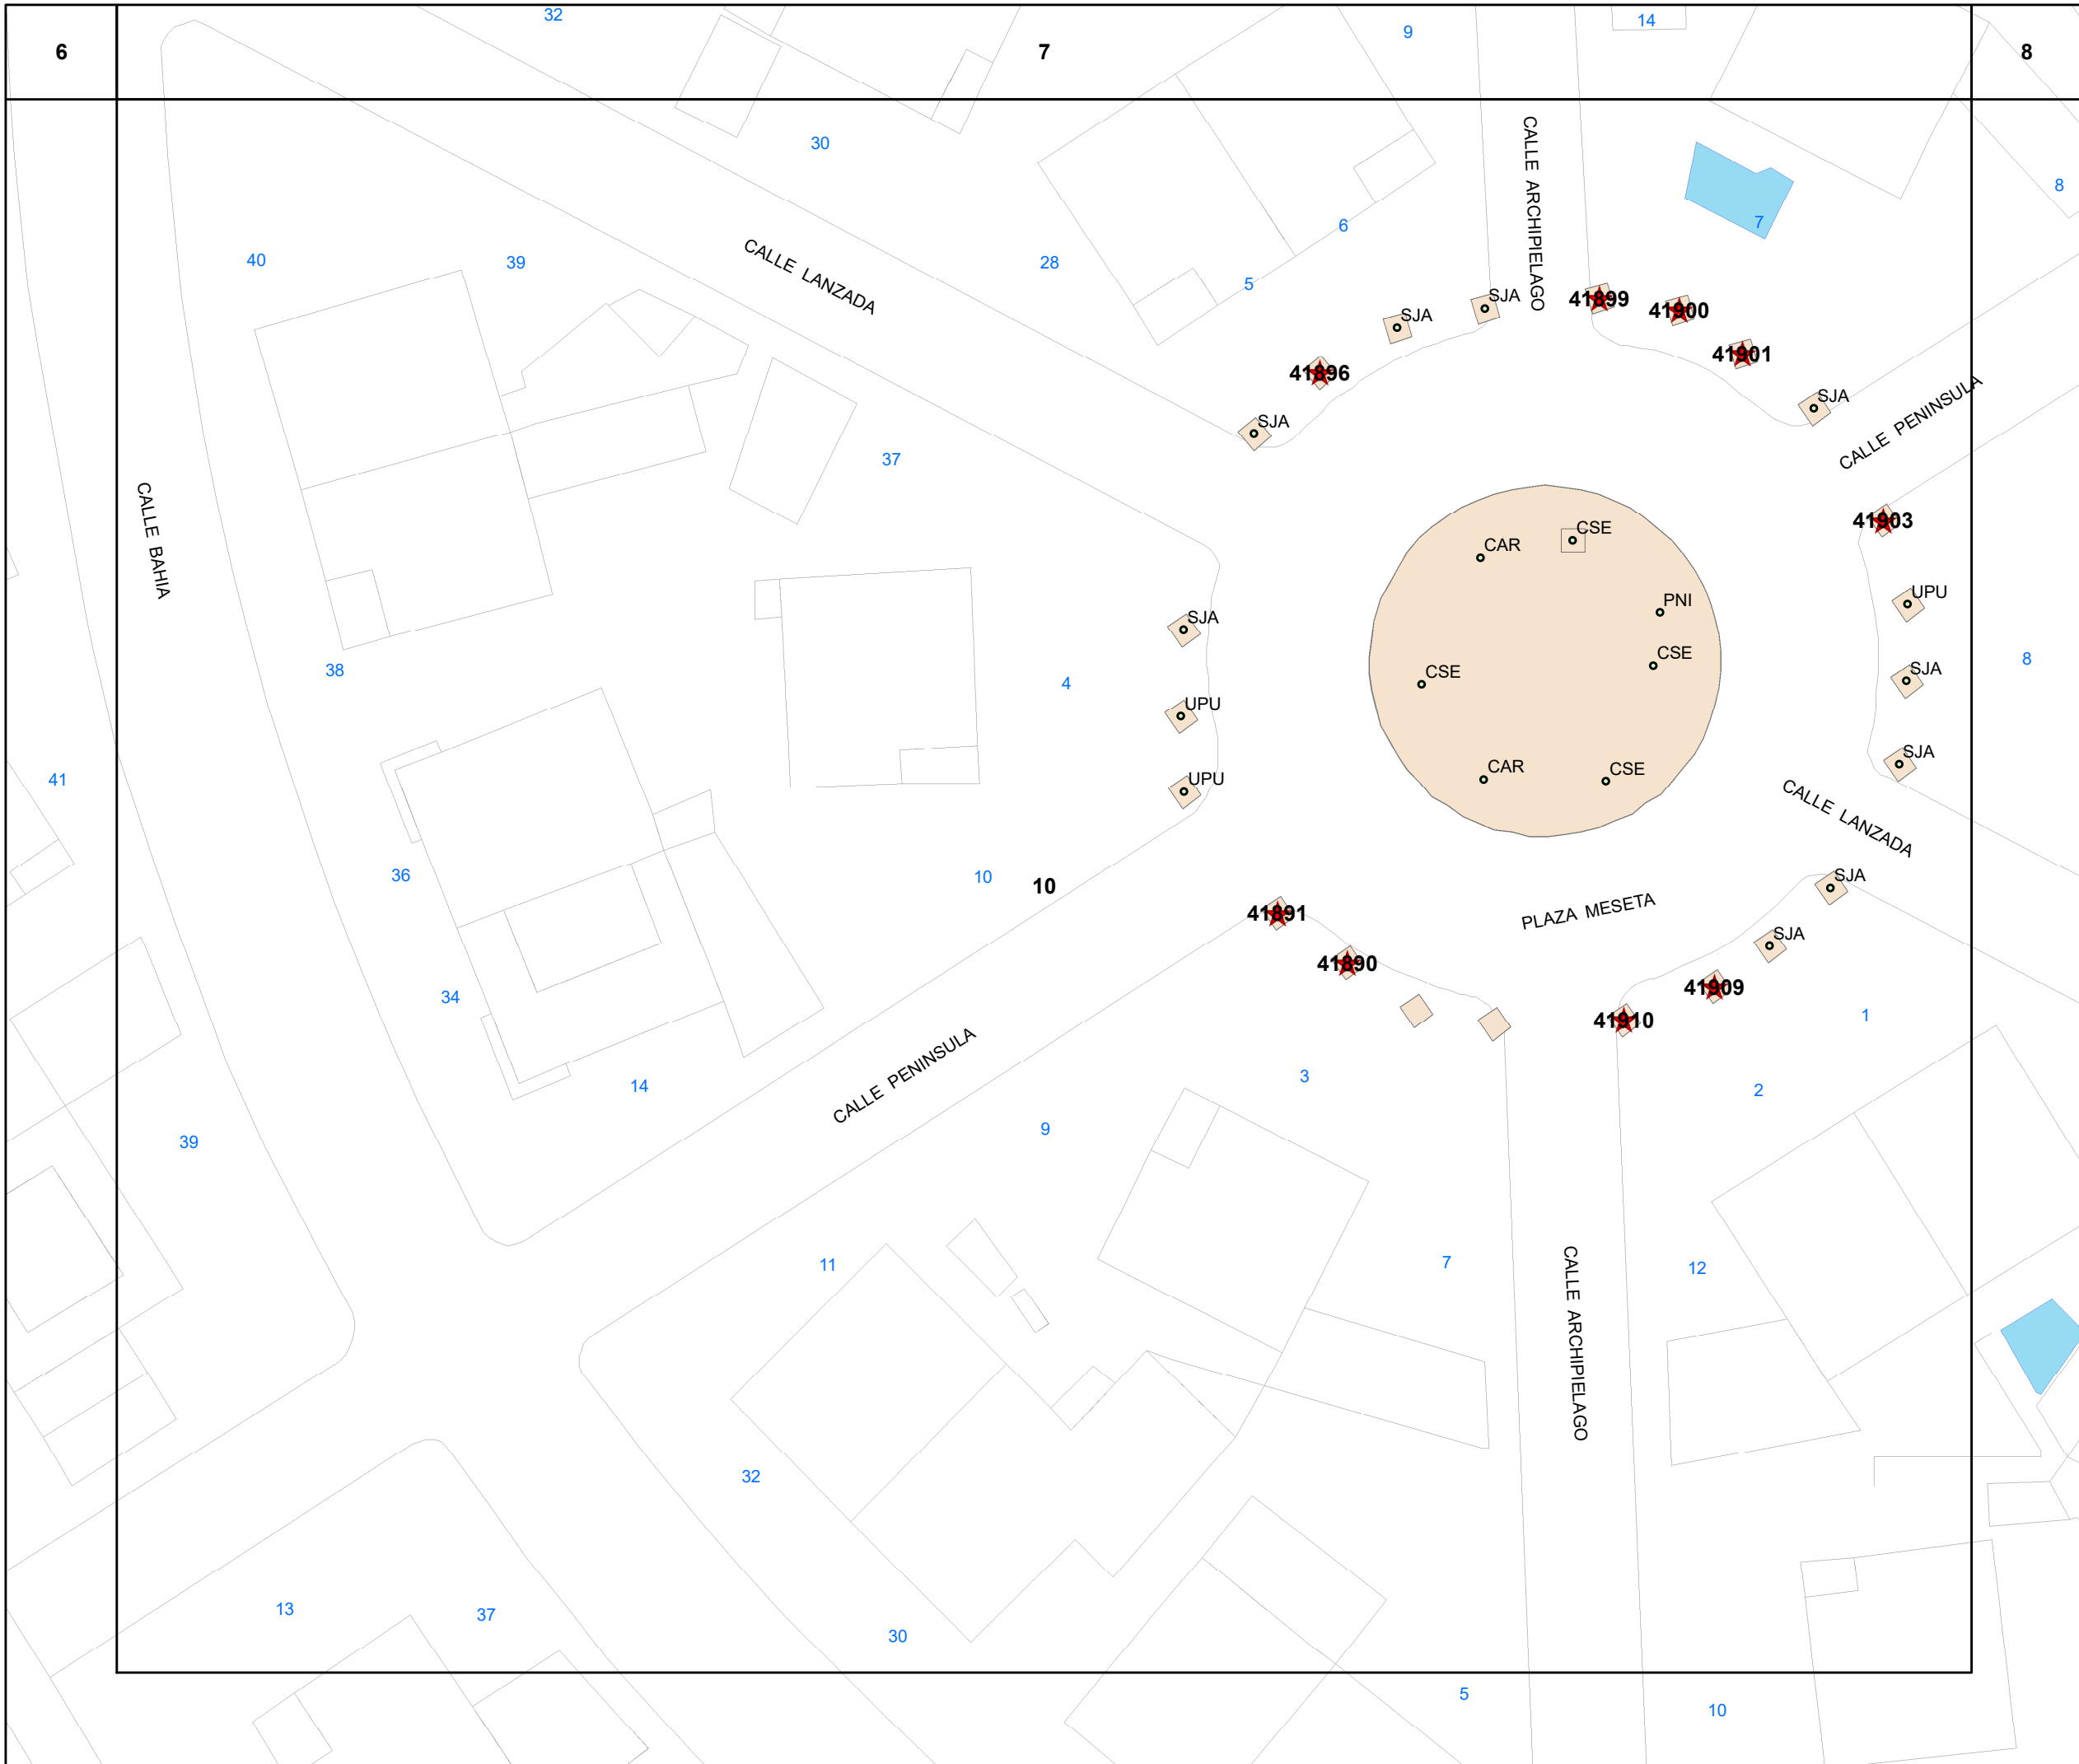 32
9
14
6
7
8
30
CALLE ARCHIPIELAGO
8
7
6
40
39
CALLE LANZADA
28
5
SJA
SJA
41899
41900
41901
41896
SJA
SJA
CALLE PENINSULA
37
CALLE BAHIA
41903
CSE
CAR
UPU
PNI
SJA
CSE
8
SJA
38
CSE
4
UPU
SJA
CAR
CSE
UPU
41
CALLE LANZADA
36
10
10
SJA
41891
PLAZA MESETA
SJA
41890
41909
34
41910
1
3
14
CALLE PENINSULA
2
39
9
11
7
12
CALLE ARCHIPIELAGO
32
13
37
30
5
10